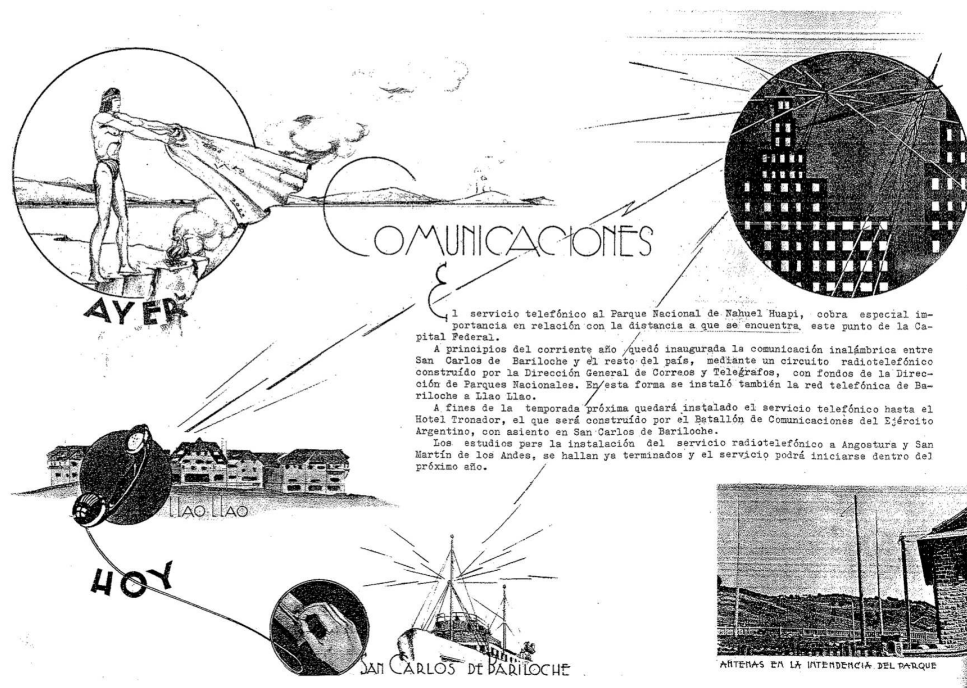 AYER
COMUNICACIONES
El servicio telefónico al Parque Nacional de Nahuel Huapi, cobra especial im-
portancia en relación con la distancia a que se encuentra este punto de la Ca-
pital Federal.
A principios del corriente año quedó inaugurada la comunicación inalámbrica entre
San Carlos de Bariloche y el resto del país, mediante un circuito radiotelefónico
construído por la Dirección General de Correos y Telégrafos, con fondos de la Direc-
ción de Parques Nacionales. En esta forma se instaló también la red telefónica de Ba-
riloche a Llao Llao.
A fines de la temporada próxima quedará instalado el servicio telefónico hasta el
Hotel Tronador, el que será construído por el Batallón de Comunicaciones del Ejército
Argentino, con asiento en San Carlos de Bariloche.
Los estudios pare la instalación del servicio radiotelefónico a Angostura y San
Martín de los Andes, se hallan ya terminados y el servicio podrá iniciarse dentro del
próximo año.
LLAO LLAO
HOY
SAN CARLOS DE BARILOCHE
ANTENAS EN LA INTENDENCIA DEL PARQUE